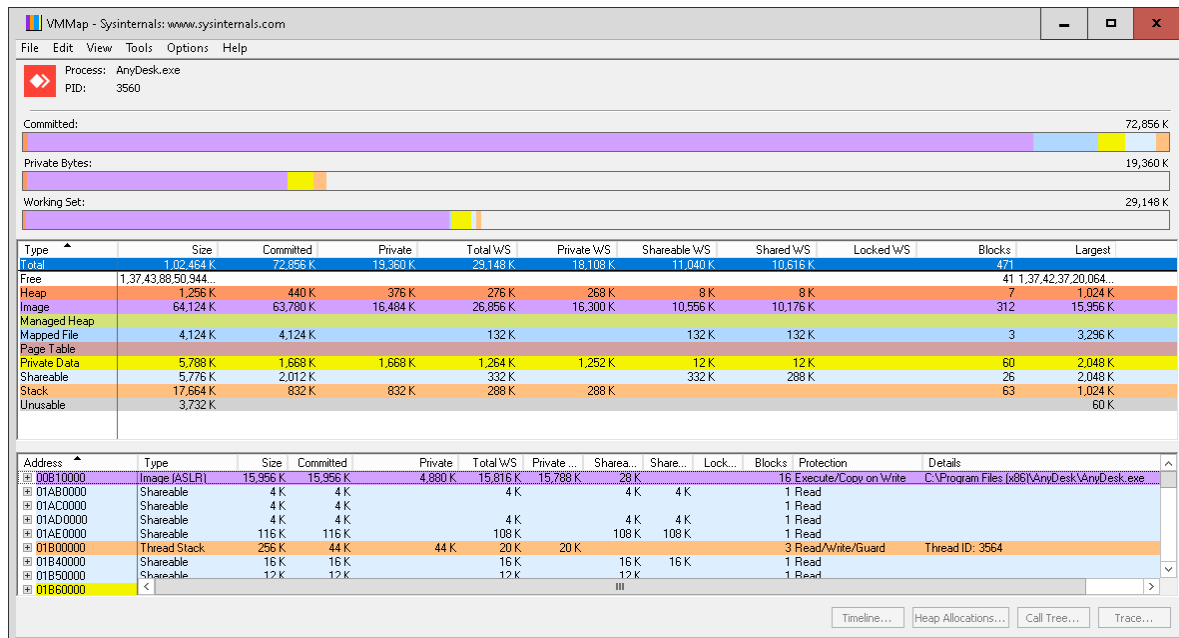 VMMap - Sysinternals: www.sysinternals.com
File Edit View Tools Options Help
Process: AnyDesk.exe
PID: 3560
Committed: 72,856 K
Private Bytes: 19,360 K
Working Set: 29,148 K
Type Size Committed Private Total WS Private WS Shareable WS Shared WS Locked WS Blocks Largest
Total 1,02,464 K 72,856 K 19,360 K 29,148 K 18,108 K 11,040 K 10,616 K 471
Free 1,37,43,88,50,944... 41 1,37,42,37,20,064...
Heap 1,256 K 440 K 376 K 276 K 268 K 8 K 8 K 7 1,024 K
Image 64,124 K 63,780 K 16,484 K 26,856 K 16,300 K 10,556 K 10,176 K 312 15,956 K
Managed Heap
Mapped File 4,124 K 4,124 K 132 K 132 K 132 K 3 3,296 K
Page Table
Private Data 5,788 K 1,668 K 1,668 K 1,264 K 1,252 K 12 K 12 K 60 2,048 K
Shareable 5,776 K 2,012 K 332 K 332 K 288 K 26 2,048 K
Stack 17,664 K 832 K 832 K 288 K 288 K 63 1,024 K
Unusable 3,732 K 60 K
Address Type Size Committed Private Total WS Private ... Sharea... Share... Lock... Blocks Protection Details
00B10000 Image (ASLR) 15,956 K 15,956 K 4,880 K 15,816 K 15,788 K 28 K 16 Execute/Copy on Write C:\Program Files (x86)\AnyDesk\AnyDesk.exe
01AB0000 Shareable 4 K 4 K 4 K 4 K 4 K 1 Read
01AC0000 Shareable 4 K 4 K 1 Read
01AD0000 Shareable 4 K 4 K 4 K 4 K 4 K 1 Read
01AE0000 Shareable 116 K 116 K 108 K 108 K 108 K 1 Read
01B00000 Thread Stack 256 K 44 K 44 K 20 K 20 K 3 Read/Write/Guard Thread ID: 3564
01B40000 Shareable 16 K 16 K 16 K 16 K 16 K 1 Read
01B50000 Shareable 12 K 12 K 12 K 12 K 1 Read
01B60000
Timeline... Heap Allocations... Call Tree... Trace...